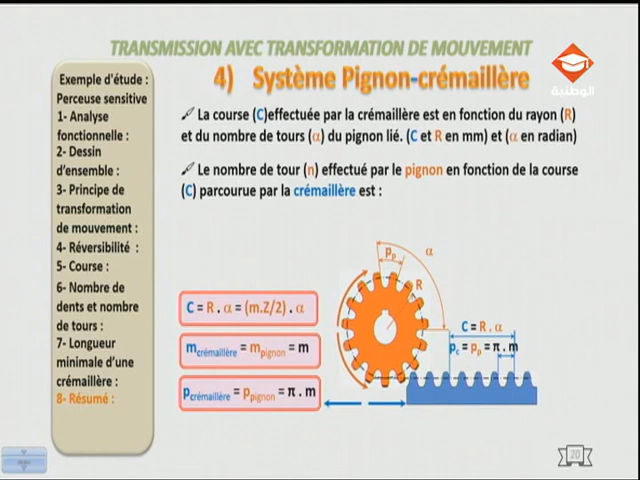 TRANSMISSION AVEC TRANSFORMATION DE MOUVEMENT
4) Système Pignon-crémaillère
الوطنية
Exemple d'étude :
Perceuse sensitive
1- Analyse
fonctionnelle :
2- Dessin
d'ensemble :
3- Principe de
transformation
de mouvement :
4- Réversibilité :
5- Course :
6- Nombre de
dents et nombre
de tours :
7- Longueur
minimale d'une
crémaillère :
8- Résumé :
La course (C)effectuée par la crémaillère est en fonction du rayon (R)
et du nombre de tours (α) du pignon lié. (C et R en mm) et (α en radian)
Le nombre de tour (n) effectué par le pignon en fonction de la course
(C) parcourue par la crémaillère est :
C = R . α = (m.Z/2) . α
m crémaillère = m pignon = m
p crémaillère = p pignon = π . m
α
Pp
R
C = R . α
pc = pp = π . m
20